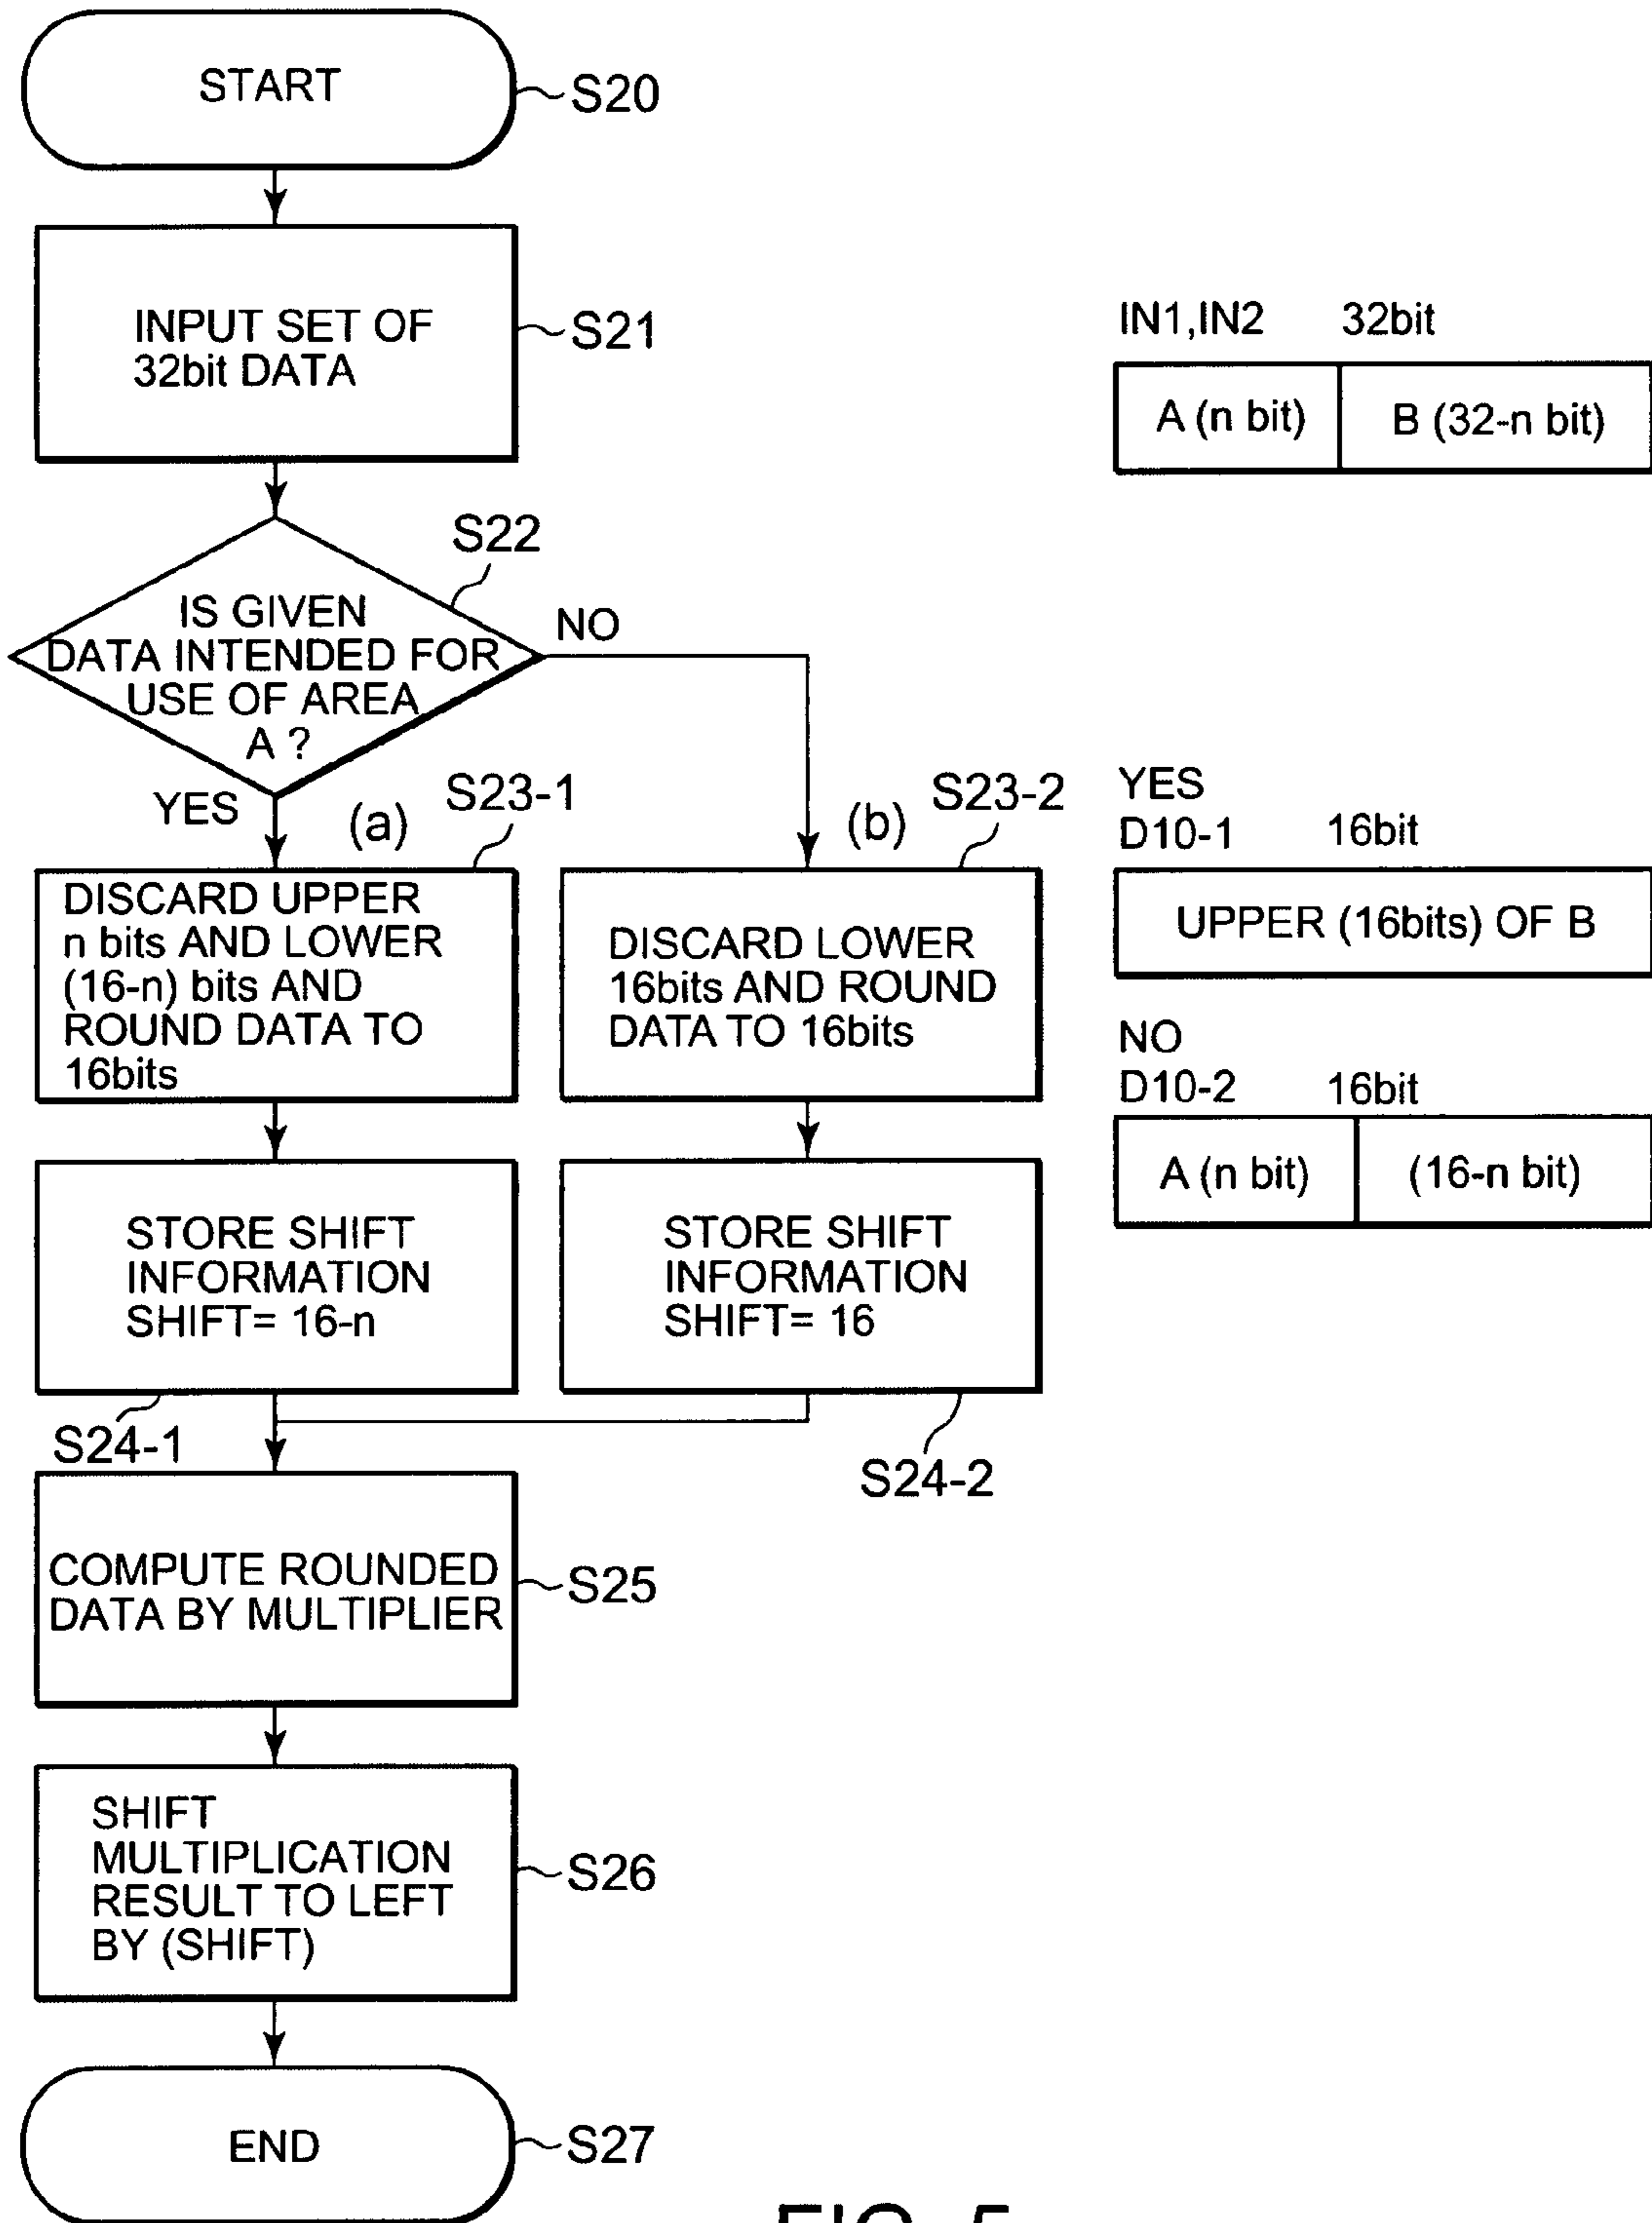 START
S20
INPUT SET OF
32bit DATA
S21
IN1,IN2 32bit
A (n bit) B (32-n bit)
S22
IS GIVEN
DATA INTENDED FOR
USE OF AREA
A ?
NO
YES
(a)
S23-1
(b)
S23-2
DISCARD UPPER
n bits AND LOWER
(16-n) bits AND
ROUND DATA TO
16bits
DISCARD LOWER
16bits AND ROUND
DATA TO 16bits
YES
D10-1 16bit
UPPER (16bits) OF B
NO
D10-2 16bit
A (n bit) (16-n bit)
STORE SHIFT
INFORMATION
SHIFT= 16-n
STORE SHIFT
INFORMATION
SHIFT= 16
S24-1
S24-2
COMPUTE ROUNDED
DATA BY MULTIPLIER
S25
SHIFT
MULTIPLICATION
RESULT TO LEFT
BY (SHIFT)
S26
END
S27